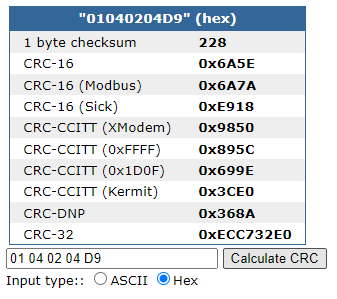 "01040204D9" (hex)
1 byte checksum 228
CRC-16 0x6A5E
CRC-16 (Modbus) 0x6A7A
CRC-16 (Sick) 0xE918
CRC-CCITT (XModem) 0x9850
CRC-CCITT (0xFFFF) 0x895C
CRC-CCITT (0x1D0F) 0x699E
CRC-CCITT (Kermit) 0x3CE0
CRC-DNP 0x368A
CRC-32 0xECC732E0
01 04 02 04 D9 Calculate CRC
Input type:: ASCII Hex